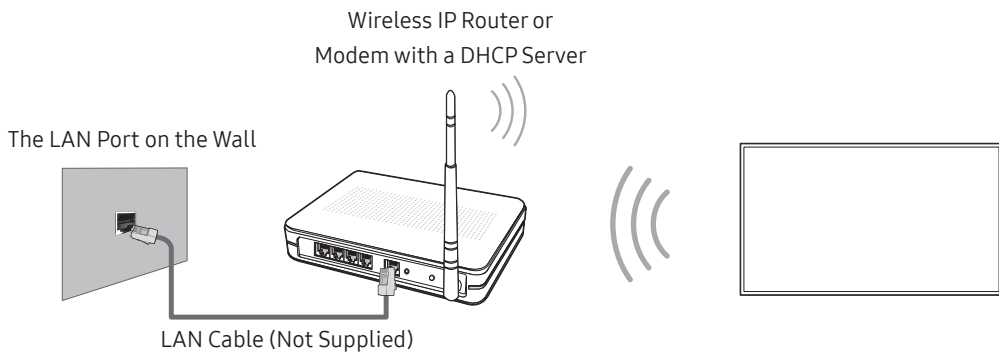 Wireless IP Router or
Modem with a DHCP Server
The LAN Port on the Wall
LAN Cable (Not Supplied)